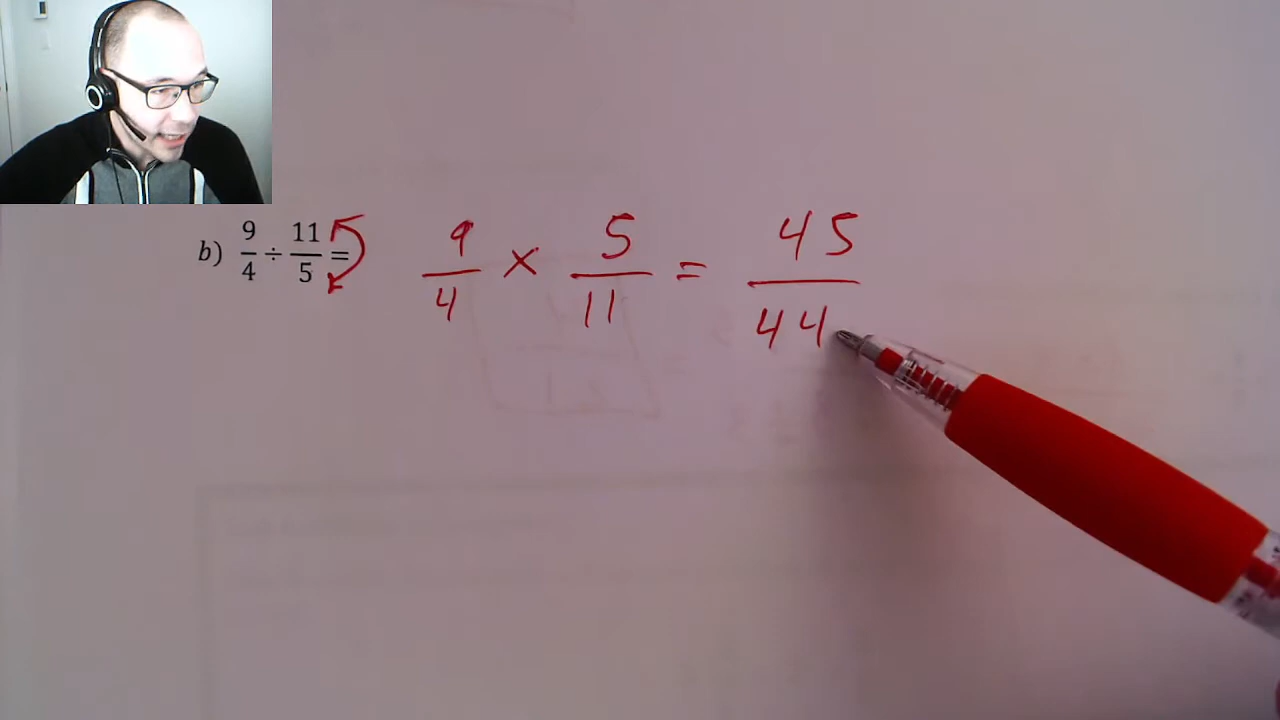 b) 9/4 ÷ 11/5 = 9/4 × 5/11 = 45/44